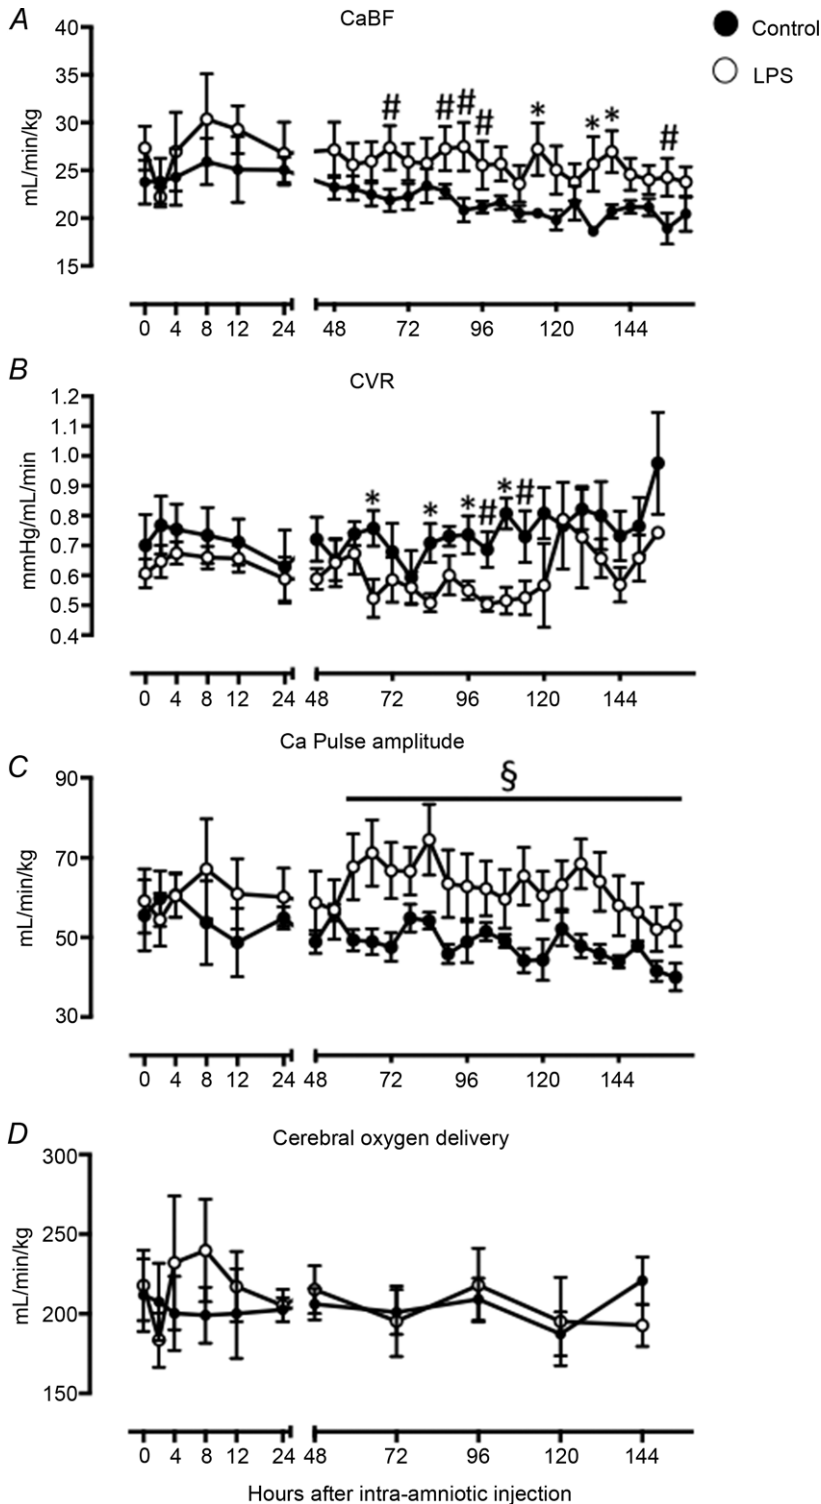 A
CaBF
Control
LPS
40
35
30
25
20
15
mL/min/kg
# # # # * * * #
0 4 8 12 24 48 72 96 120 144
B
CVR
1.2
1.1
1.0
0.9
0.8
0.7
0.6
0.5
0.4
mmHg/mL/min
* * * # * #
0 4 8 12 24 48 72 96 120 144
C
Ca Pulse amplitude
§
90
70
50
30
mL/min/kg
0 4 8 12 24 48 72 96 120 144
D
Cerebral oxygen delivery
300
250
200
150
mL/min/kg
0 4 8 12 24 48 72 96 120 144
Hours after intra-amniotic injection